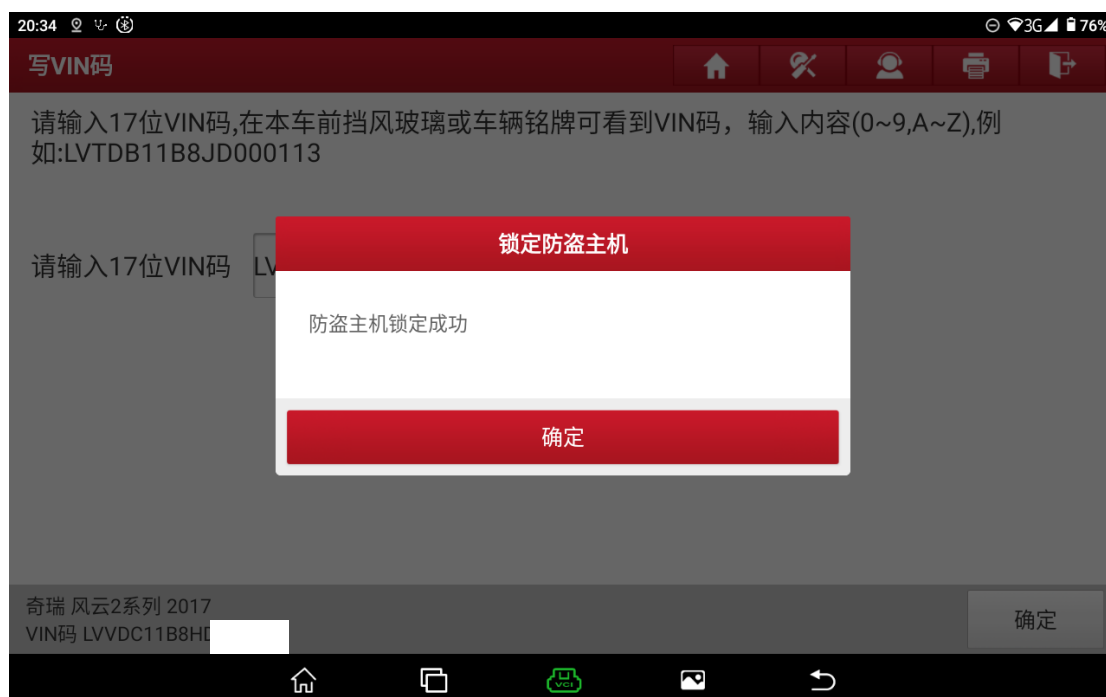 20:34
3G 76%
写VIN码
请输入17位VIN码,在本车前挡风玻璃或车辆铭牌可看到VIN码，输入内容(0~9,A~Z),例
如:LVTDB11B8JD000113
锁定防盗主机
请输入17位VIN码 LV
防盗主机锁定成功
确定
奇瑞 风云2系列 2017
VIN码 LVVDC11B8HD
确定
VCI